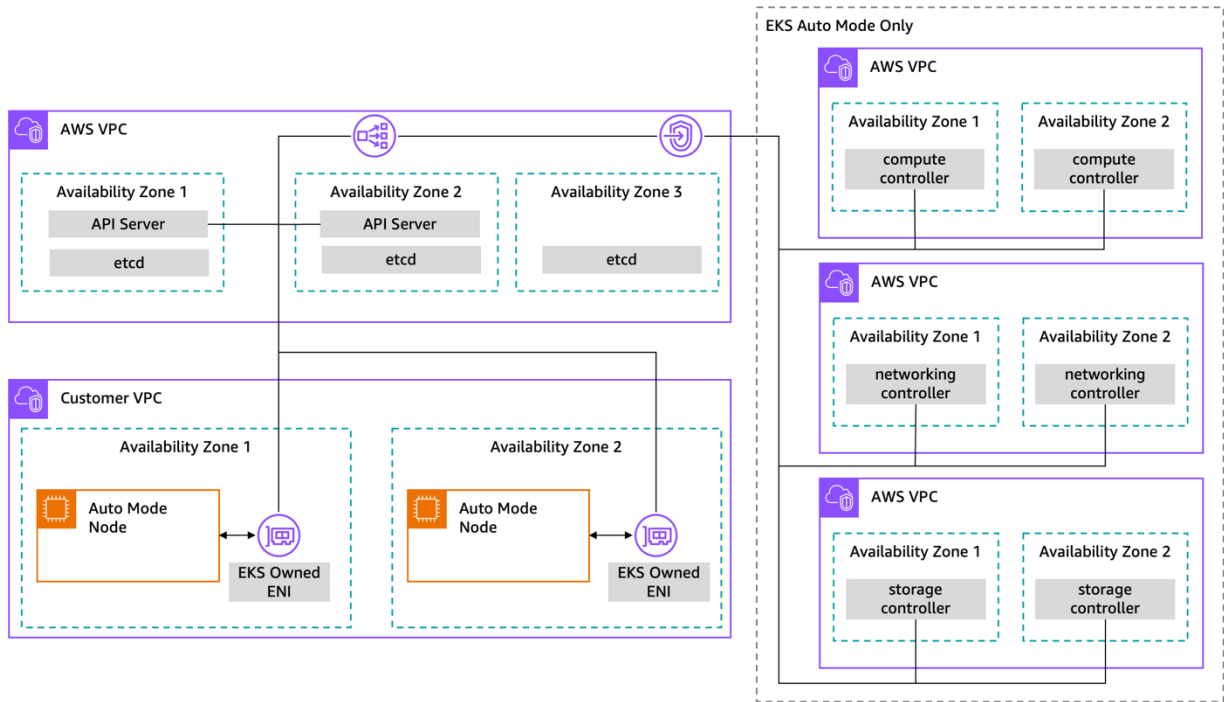 EKS Auto Mode Only
AWS VPC
Availability Zone 1
Availability Zone 2
compute
controller
compute
controller
AWS VPC
Availability Zone 1
Availability Zone 2
Availability Zone 3
API Server
API Server
etcd
etcd
etcd
AWS VPC
Availability Zone 1
Availability Zone 2
networking
controller
networking
controller
Customer VPC
Availability Zone 1
Availability Zone 2
Auto Mode
Node
EKS Owned
ENI
Auto Mode
Node
EKS Owned
ENI
AWS VPC
Availability Zone 1
Availability Zone 2
storage
controller
storage
controller